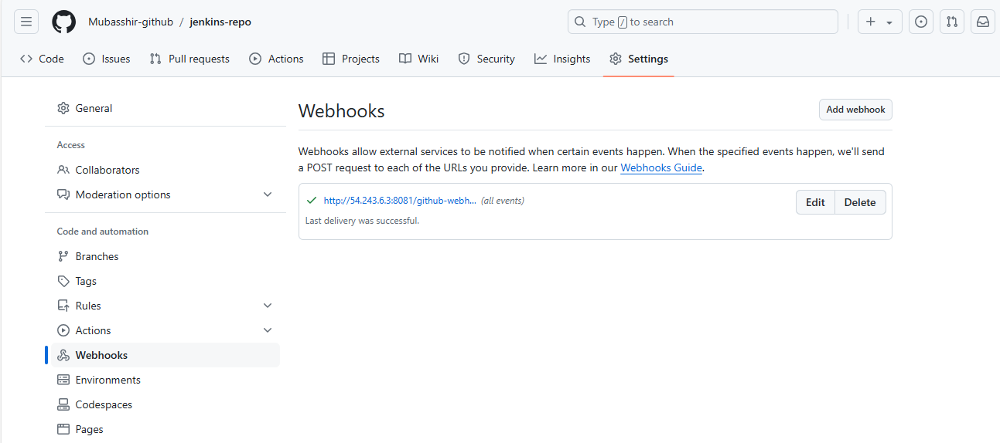 Mubasshir-github / jenkins-repo
Type / to search
Code Issues Pull requests Actions Projects Wiki Security Insights Settings
General
Access
Collaborators
Moderation options
Code and automation
Branches
Tags
Rules
Actions
Webhooks
Environments
Codespaces
Pages
Webhooks
Add webhook
Webhooks allow external services to be notified when certain events happen. When the specified events happen, we'll send
a POST request to each of the URLs you provide. Learn more in our Webhooks Guide.
http://54.243.6.3:8081/github-webh... (all events)
Edit Delete
Last delivery was successful.